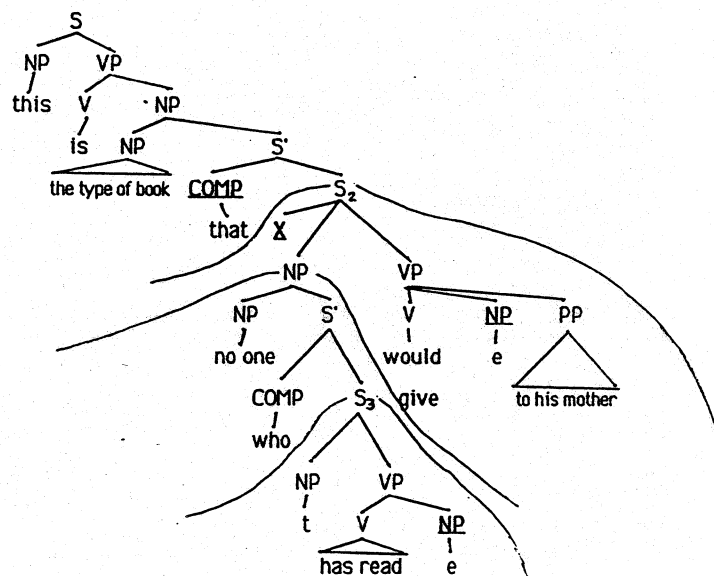 S
NP VP
this V NP
is NP S'
the type of book COMP S₂
that X
NP VP
NP S' V NP PP
no one would e
COMP S₃ give to his mother
who
NP VP
t V NP
has read e